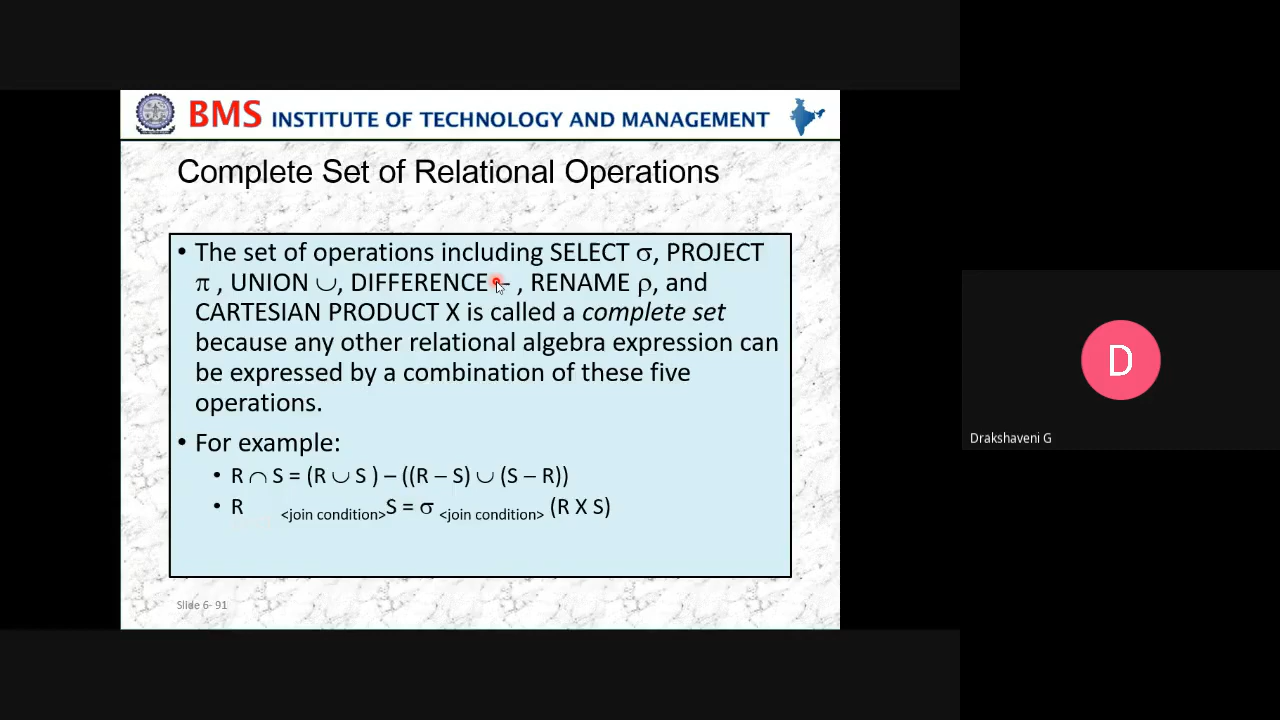 BMS INSTITUTE OF TECHNOLOGY AND MANAGEMENT
Complete Set of Relational Operations
• The set of operations including SELECT σ, PROJECT
π , UNION ∪, DIFFERENCE – , RENAME ρ, and
CARTESIAN PRODUCT X is called a complete set
because any other relational algebra expression can
be expressed by a combination of these five
operations.
• For example:
• R ∩ S = (R ∪ S ) – ((R – S) ∪ (S – R))
• R <join condition>S = σ <join condition> (R X S)
Slide 6- 91
D
Drakshaveni G